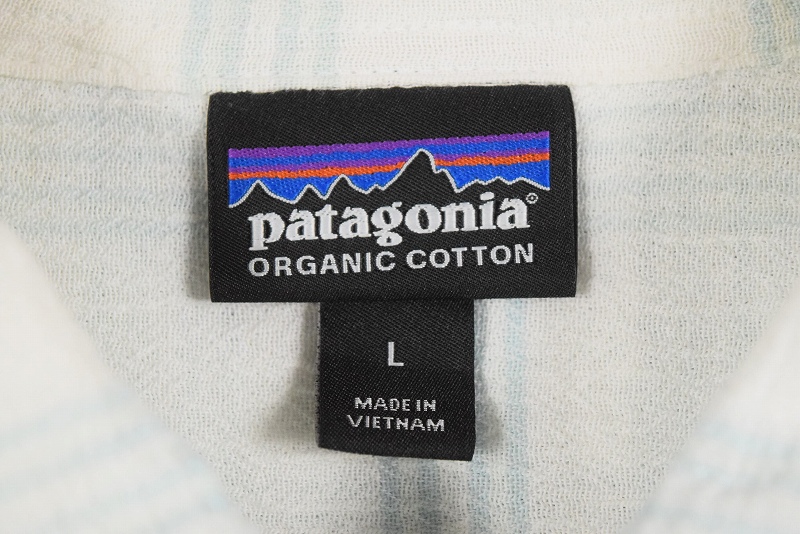 patagonia®
ORGANIC COTTON
L
MADE IN
VIETNAM